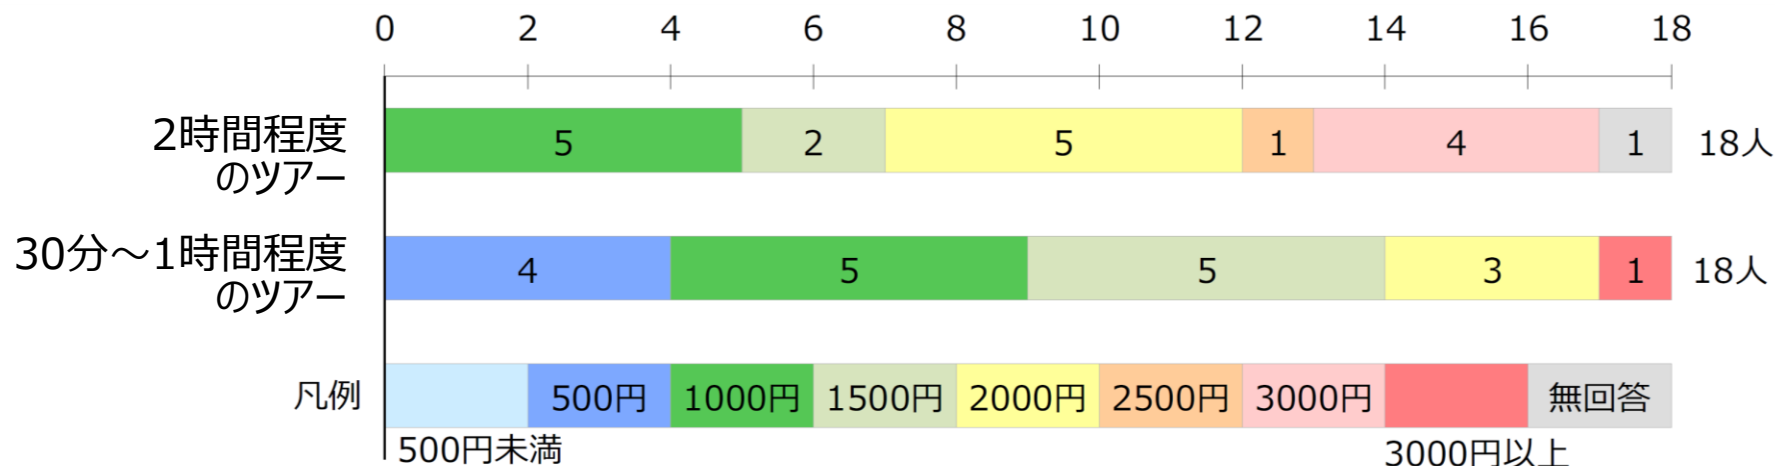 0 2 4 6 8 10 12 14 16 18
2時間程度
のツアー
5 2 5 1 4 1 18人
30分～1時間程度
のツアー
4 5 5 3 1 18人
凡例 500円 1000円 1500円 2000円 2500円 3000円 無回答
500円未満 3000円以上